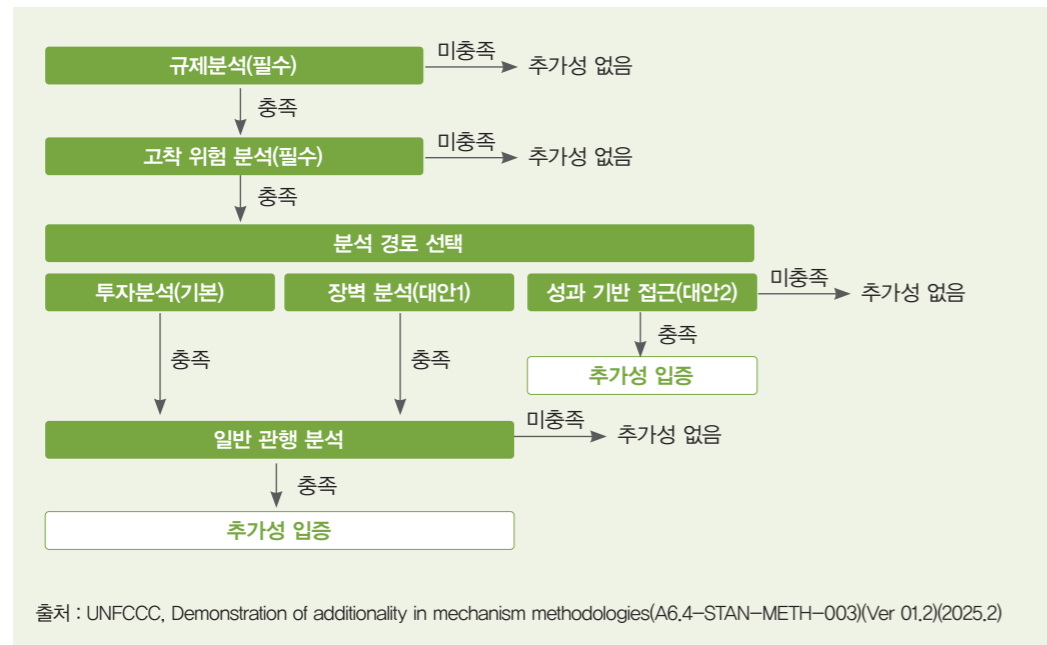 규제분석(필수)
미충족
추가성 없음
충족
고착 위험 분석(필수)
미충족
추가성 없음
충족
분석 경로 선택
투자분석(기본)
장벽 분석(대안1)
성과 기반 접근(대안2)
미충족
추가성 없음
충족
충족
충족
추가성 입증
일반 관행 분석
미충족
추가성 없음
충족
추가성 입증
출처 : UNFCCC, Demonstration of additionality in mechanism methodologies(A6.4-STAN-METH-003)(Ver 01.2)(2025.2)